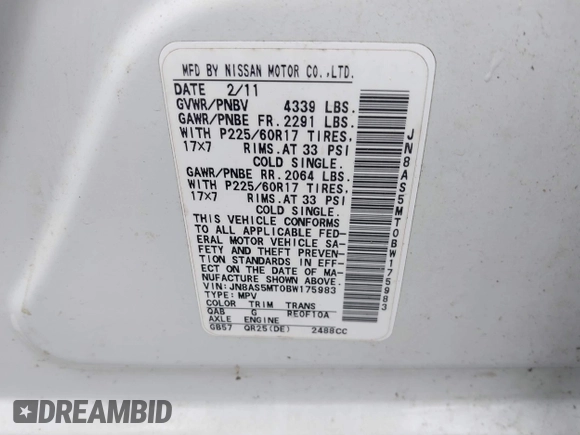 MFD BY NISSAN MOTOR CO.,LTD.
DATE 2/11
GVWR/PNBV 4339 LBS.
GAWR/PNBE FR.2291 LBS.
WITH P225/60R17 TIRES,
17x7 RIMS.AT 33 PSI
COLD SINGLE.
GAWR/PNBE RR.2064 LBS.
WITH P225/60R17 TIRES,
17x7 RIMS.AT 33 PSI
COLD SINGLE.
THIS VEHICLE CONFORMS
TO ALL APPLICABLE FED-
ERAL MOTOR VEHICLE SA-
FETY AND THEFT PREVEN-
TION STANDARDS IN EFF-
ECT ON THE DATE OF MA-
NUFACTURE SHOWN ABOVE.
VIN:JN8AS5MT0BW175983
TYPE:MPV
COLOR TRIM TRANS
QAB G RE0F10A
AXLE ENGINE
GB57 QR25(DE) 2488CC
JN8AS5MT0BW175983
DREAMBID